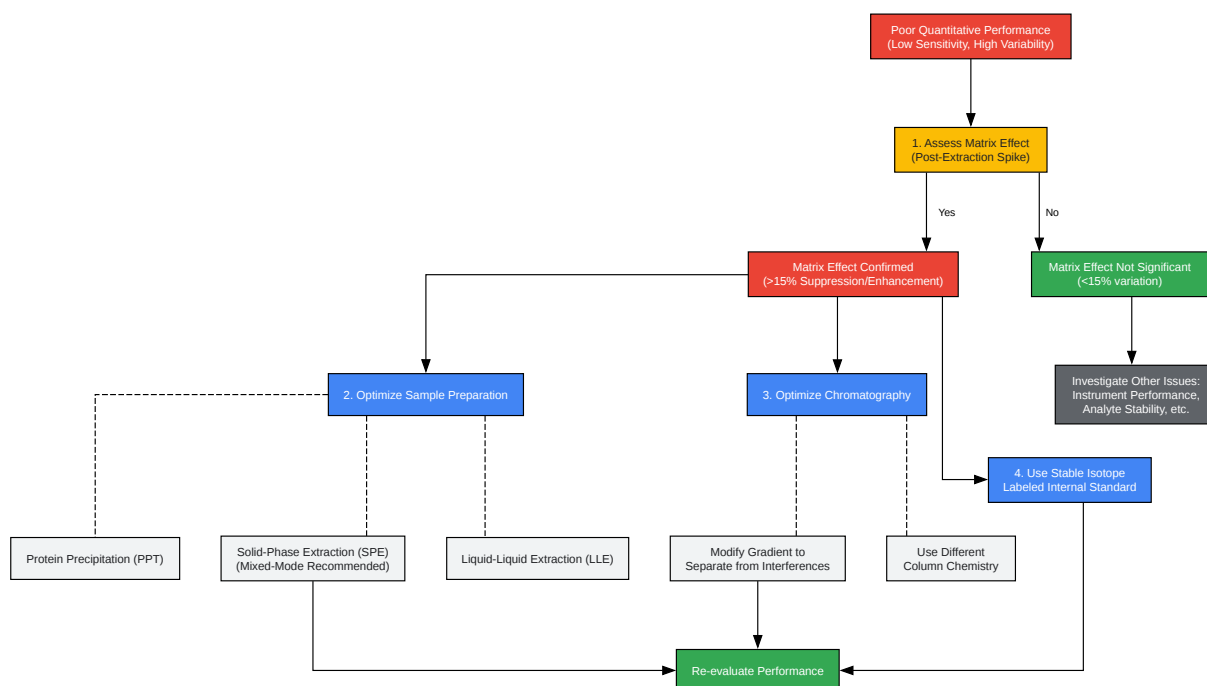 Poor Quantitative Performance
(Low Sensitivity, High Variability)
1. Assess Matrix Effect
(Post-Extraction Spike)
Yes
No
Matrix Effect Confirmed
(>15% Suppression/Enhancement)
Matrix Effect Not Significant
(<15% variation)
2. Optimize Sample Preparation
3. Optimize Chromatography
Investigate Other Issues:
Instrument Performance,
Analyte Stability, etc.
4. Use Stable Isotope
Labeled Internal Standard
Protein Precipitation (PPT)
Solid-Phase Extraction (SPE)
(Mixed-Mode Recommended)
Liquid-Liquid Extraction (LLE)
Modify Gradient to
Separate from Interferences
Use Different
Column Chemistry
Re-evaluate Performance